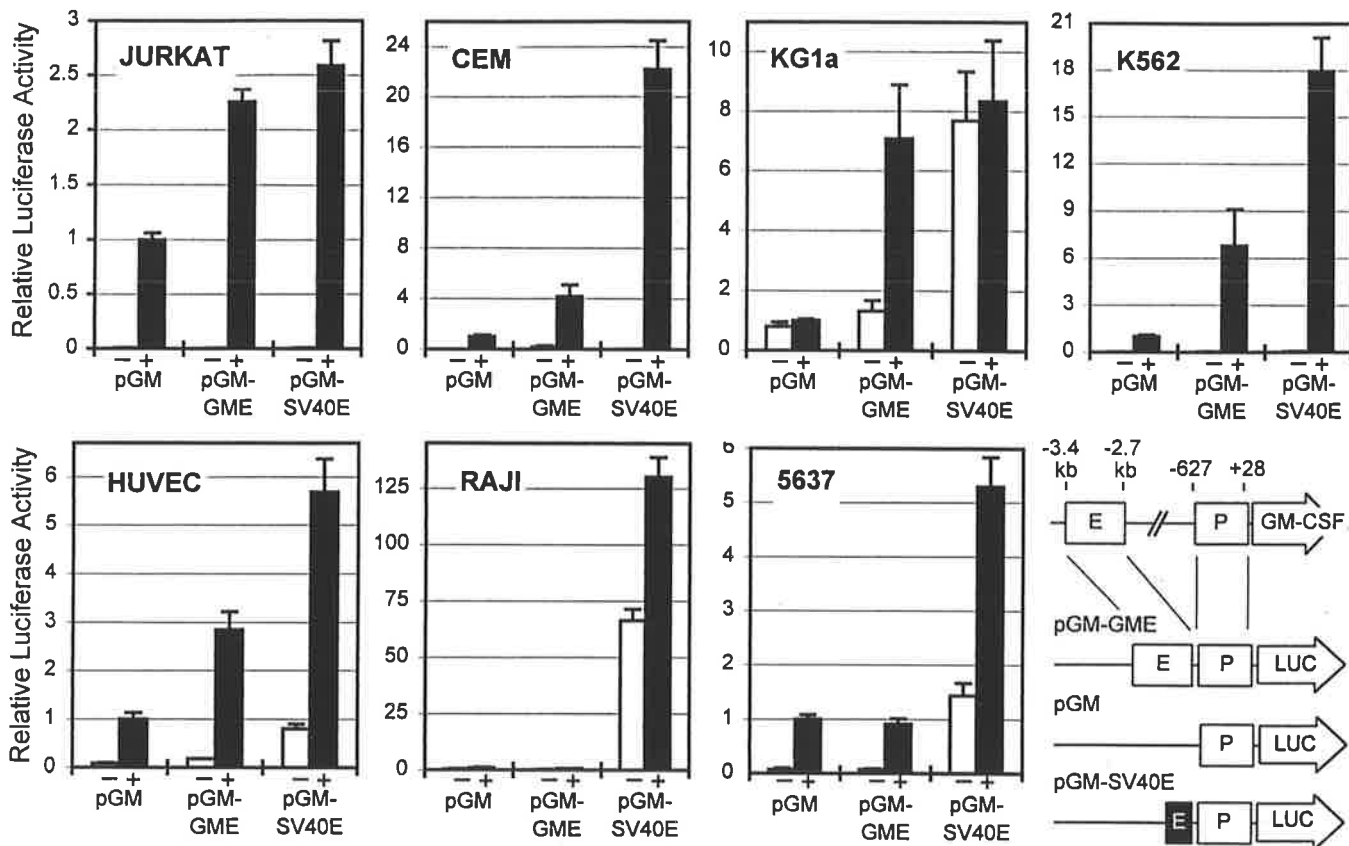 Relative Luciferase Activity
JURKAT
3
2.5
2
1.5
1
0.5
0
− + − + − +
pGM pGM-GME pGM-SV40E
CEM
24
22
16
12
8
4
0
− + − + − +
pGM pGM-GME pGM-SV40E
KG1a
10
8
6
4
2
0
− + − + − +
pGM pGM-GME pGM-SV40E
K562
21
18
15
12
9
6
3
0
− + − + − +
pGM pGM-GME pGM-SV40E
Relative Luciferase Activity
HUVEC
6
5
4
3
2
1
0
− + − + − +
pGM pGM-GME pGM-SV40E
RAJI
125
100
75
50
25
0
− + − + − +
pGM pGM-GME pGM-SV40E
5637
6
5
4
3
2
1
0
− + − + − +
pGM pGM-GME pGM-SV40E
-3.4 kb -2.7 kb -627 +28
E P GM-CSF
pGM-GME
E P LUC
pGM
P LUC
pGM-SV40E
E P LUC